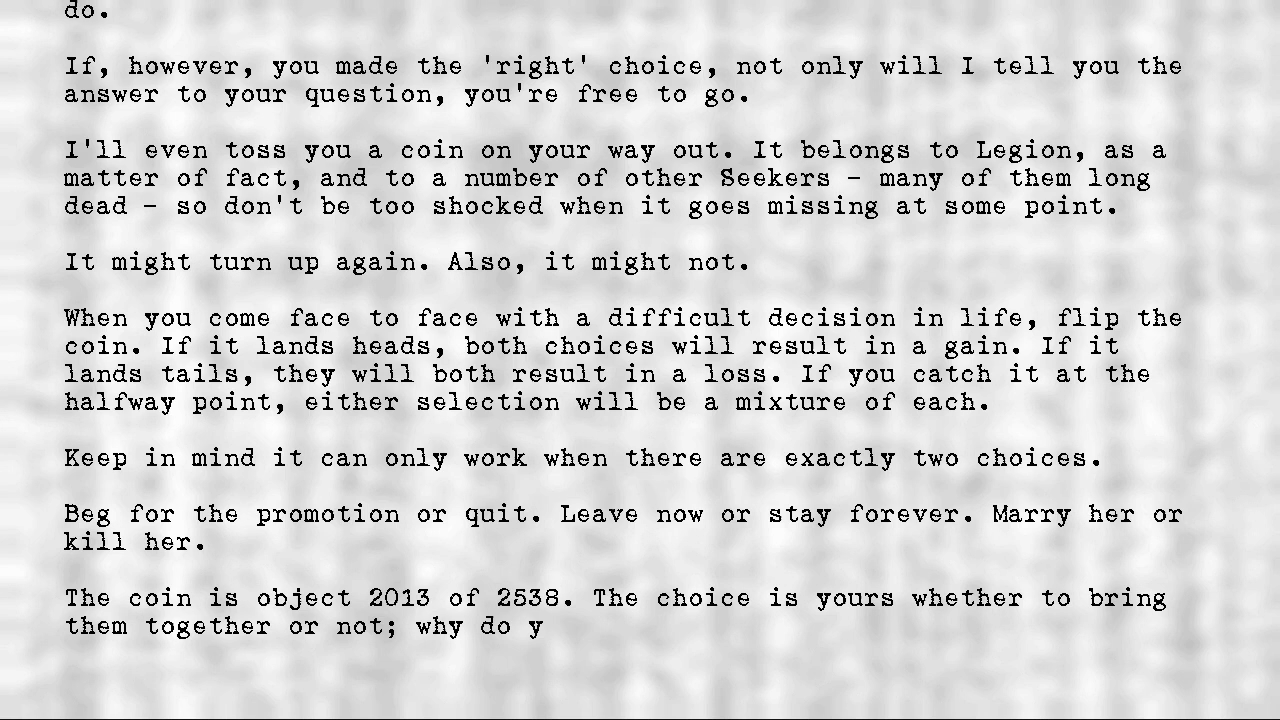 do.
If, however, you made the 'right' choice, not only will I tell you the
answer to your question, you're free to go.
I'll even toss you a coin on your way out. It belongs to Legion, as a
matter of fact, and to a number of other Seekers – many of them long
dead – so don't be too shocked when it goes missing at some point.
It might turn up again. Also, it might not.
When you come face to face with a difficult decision in life, flip the
coin. If it lands heads, both choices will result in a gain. If it
lands tails, they will both result in a loss. If you catch it at the
halfway point, either selection will be a mixture of each.
Keep in mind it can only work when there are exactly two choices.
Beg for the promotion or quit. Leave now or stay forever. Marry her or
kill her.
The coin is object 2013 of 2538. The choice is yours whether to bring
them together or not; why do y